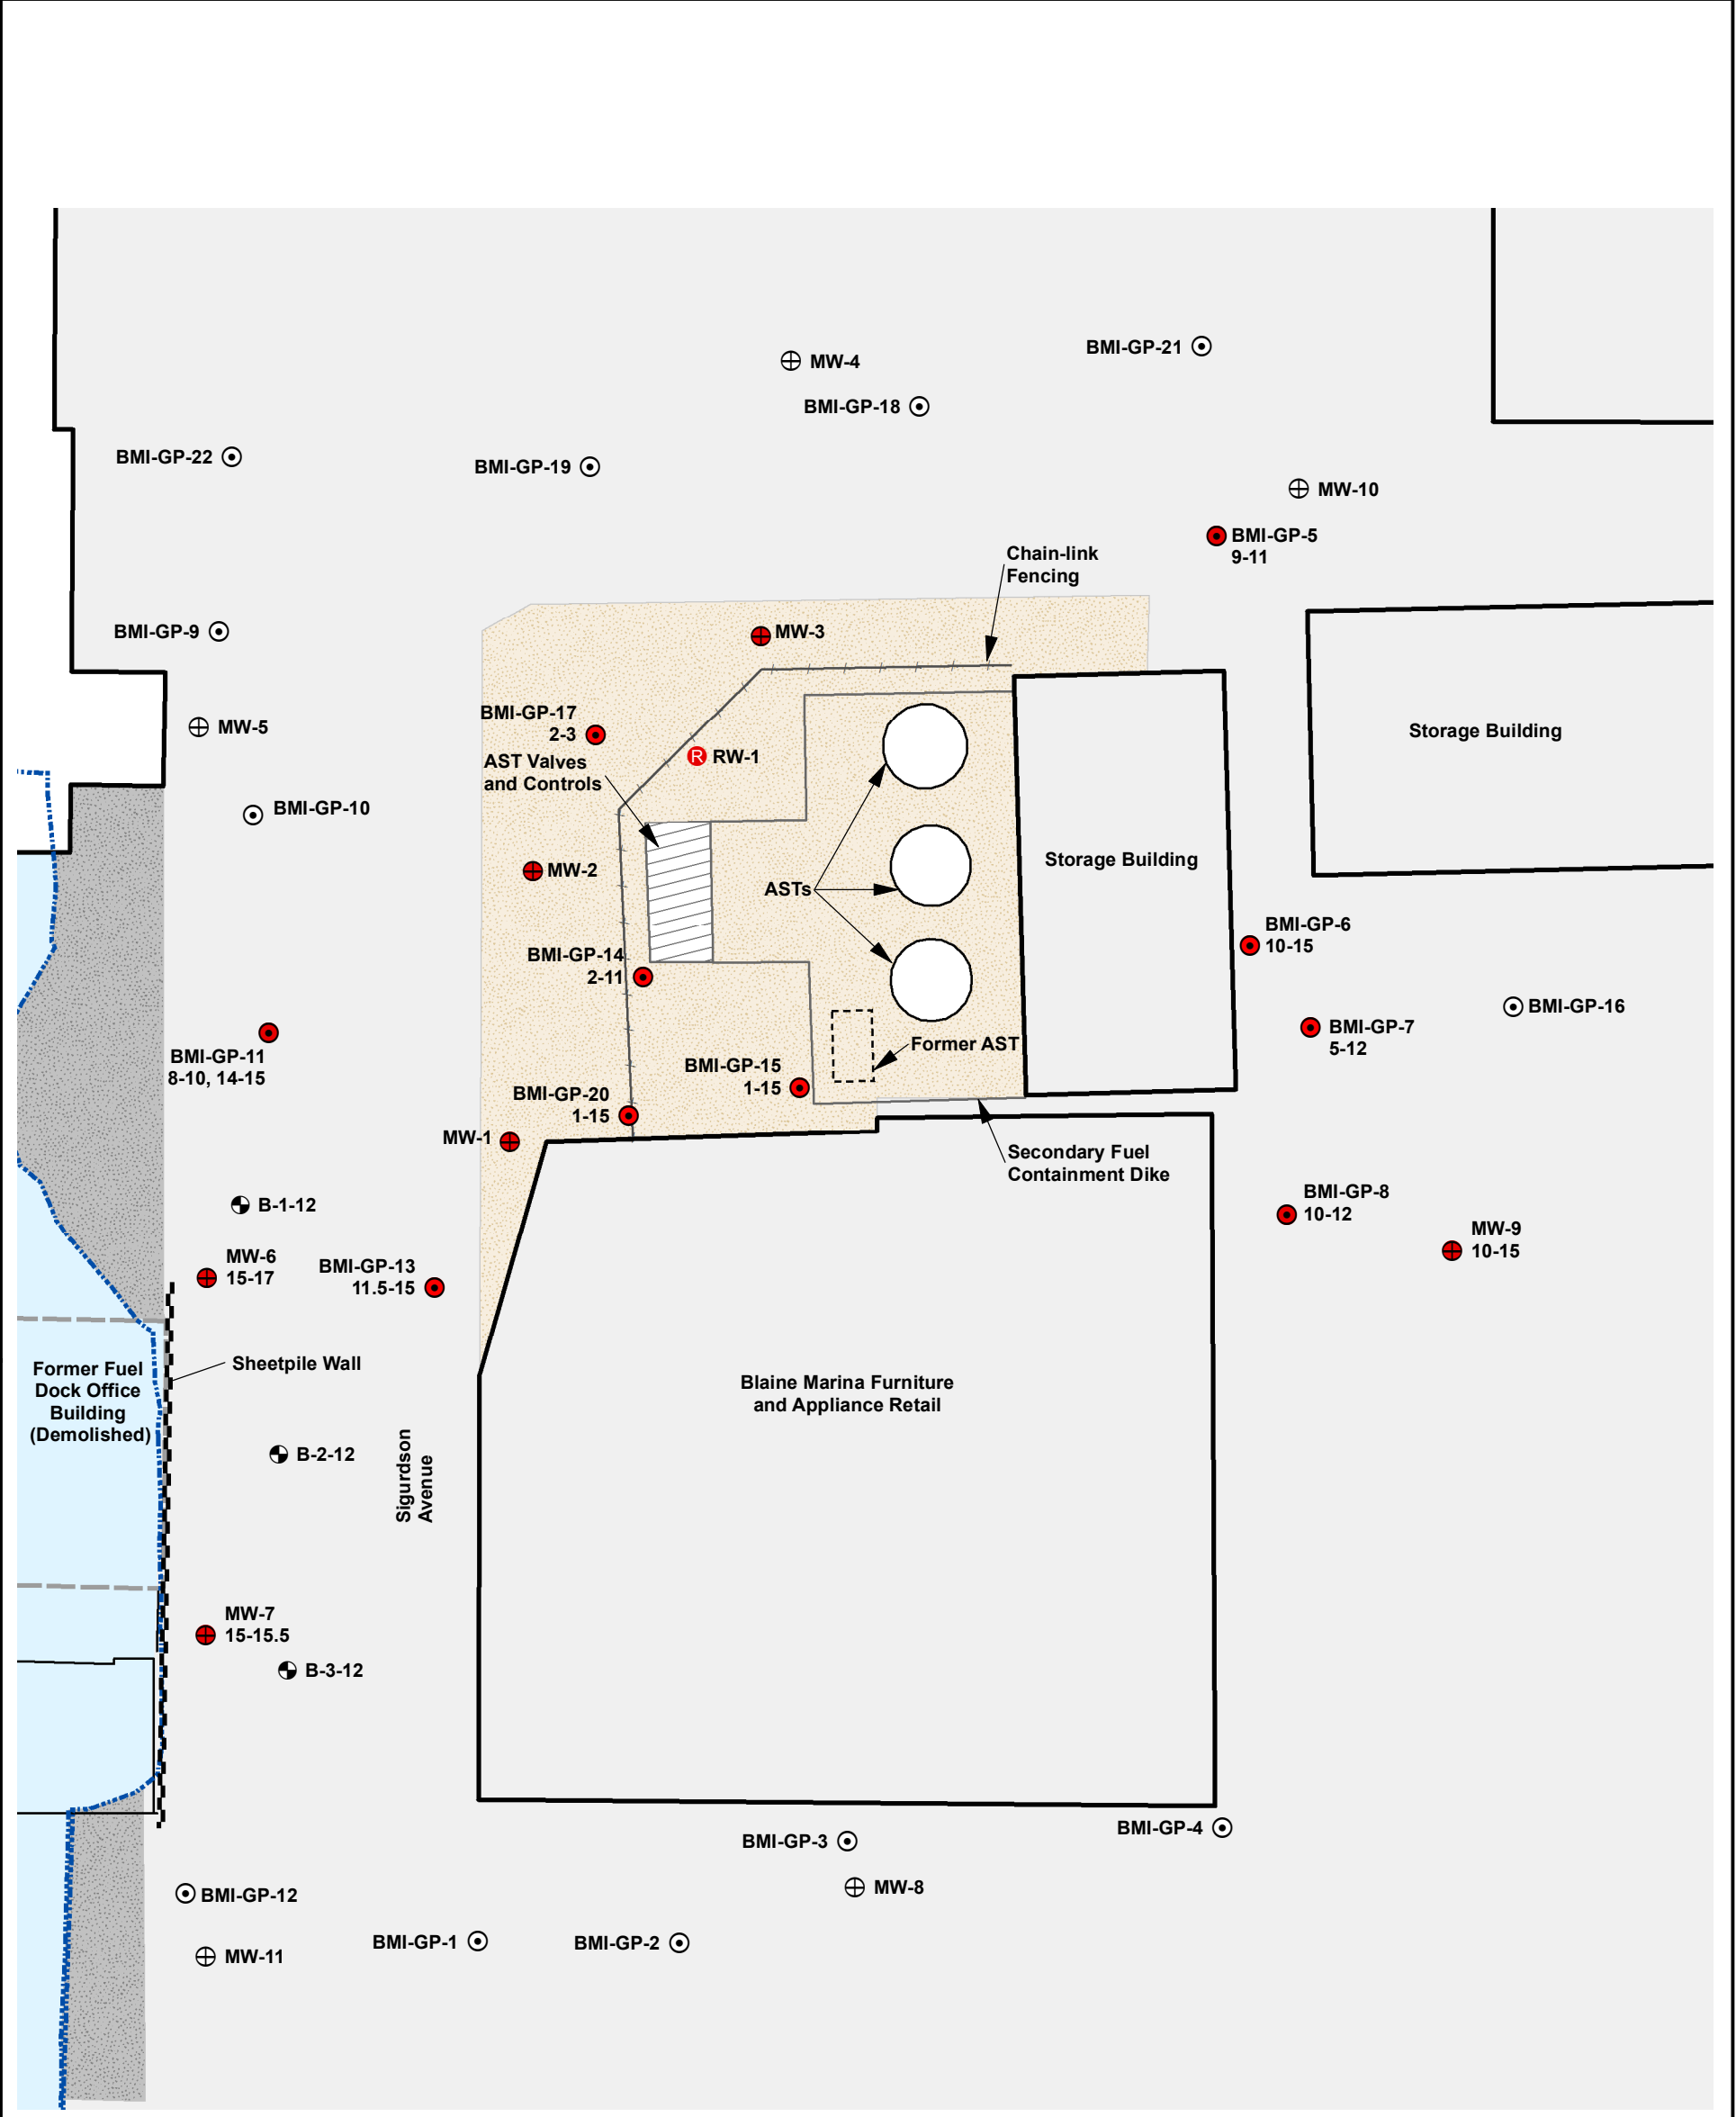 BMI-GP-21
MW-4
BMI-GP-18
BMI-GP-22
BMI-GP-19
MW-10
BMI-GP-5
9-11
Chain-link
Fencing
BMI-GP-9
MW-3
BMI-GP-17
2-3
MW-5
Storage Building
RW-1
R
AST Valves
and Controls
BMI-GP-10
Storage Building
MW-2
ASTs
BMI-GP-6
10-15
BMI-GP-14
2-11
BMI-GP-16
BMI-GP-7
5-12
BMI-GP-11
8-10, 14-15
Former AST
BMI-GP-15
1-15
BMI-GP-20
1-15
MW-1
Secondary Fuel
Containment Dike
BMI-GP-8
10-12
B-1-12
MW-9
10-15
MW-6
15-17
BMI-GP-13
11.5-15
Sheetpile Wall
Former Fuel
Dock Office
Building
(Demolished)
Blaine Marina Furniture
and Appliance Retail
B-2-12
Sigurdson
Avenue
MW-7
15-15.5
B-3-12
BMI-GP-4
BMI-GP-3
MW-8
BMI-GP-12
BMI-GP-1
BMI-GP-2
MW-11